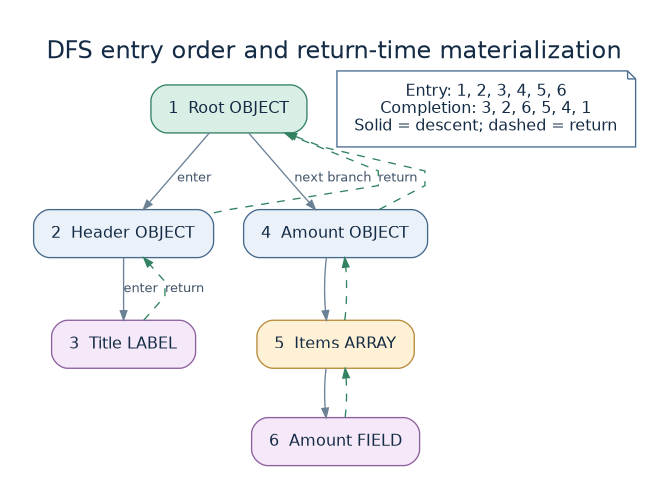 DFS entry order and return-time materialization
Entry: 1, 2, 3, 4, 5, 6
Completion: 3, 2, 6, 5, 4, 1
Solid = descent; dashed = return
1 Root OBJECT
enter
next branch
return
2 Header OBJECT
4 Amount OBJECT
enter
return
3 Title LABEL
5 Items ARRAY
6 Amount FIELD